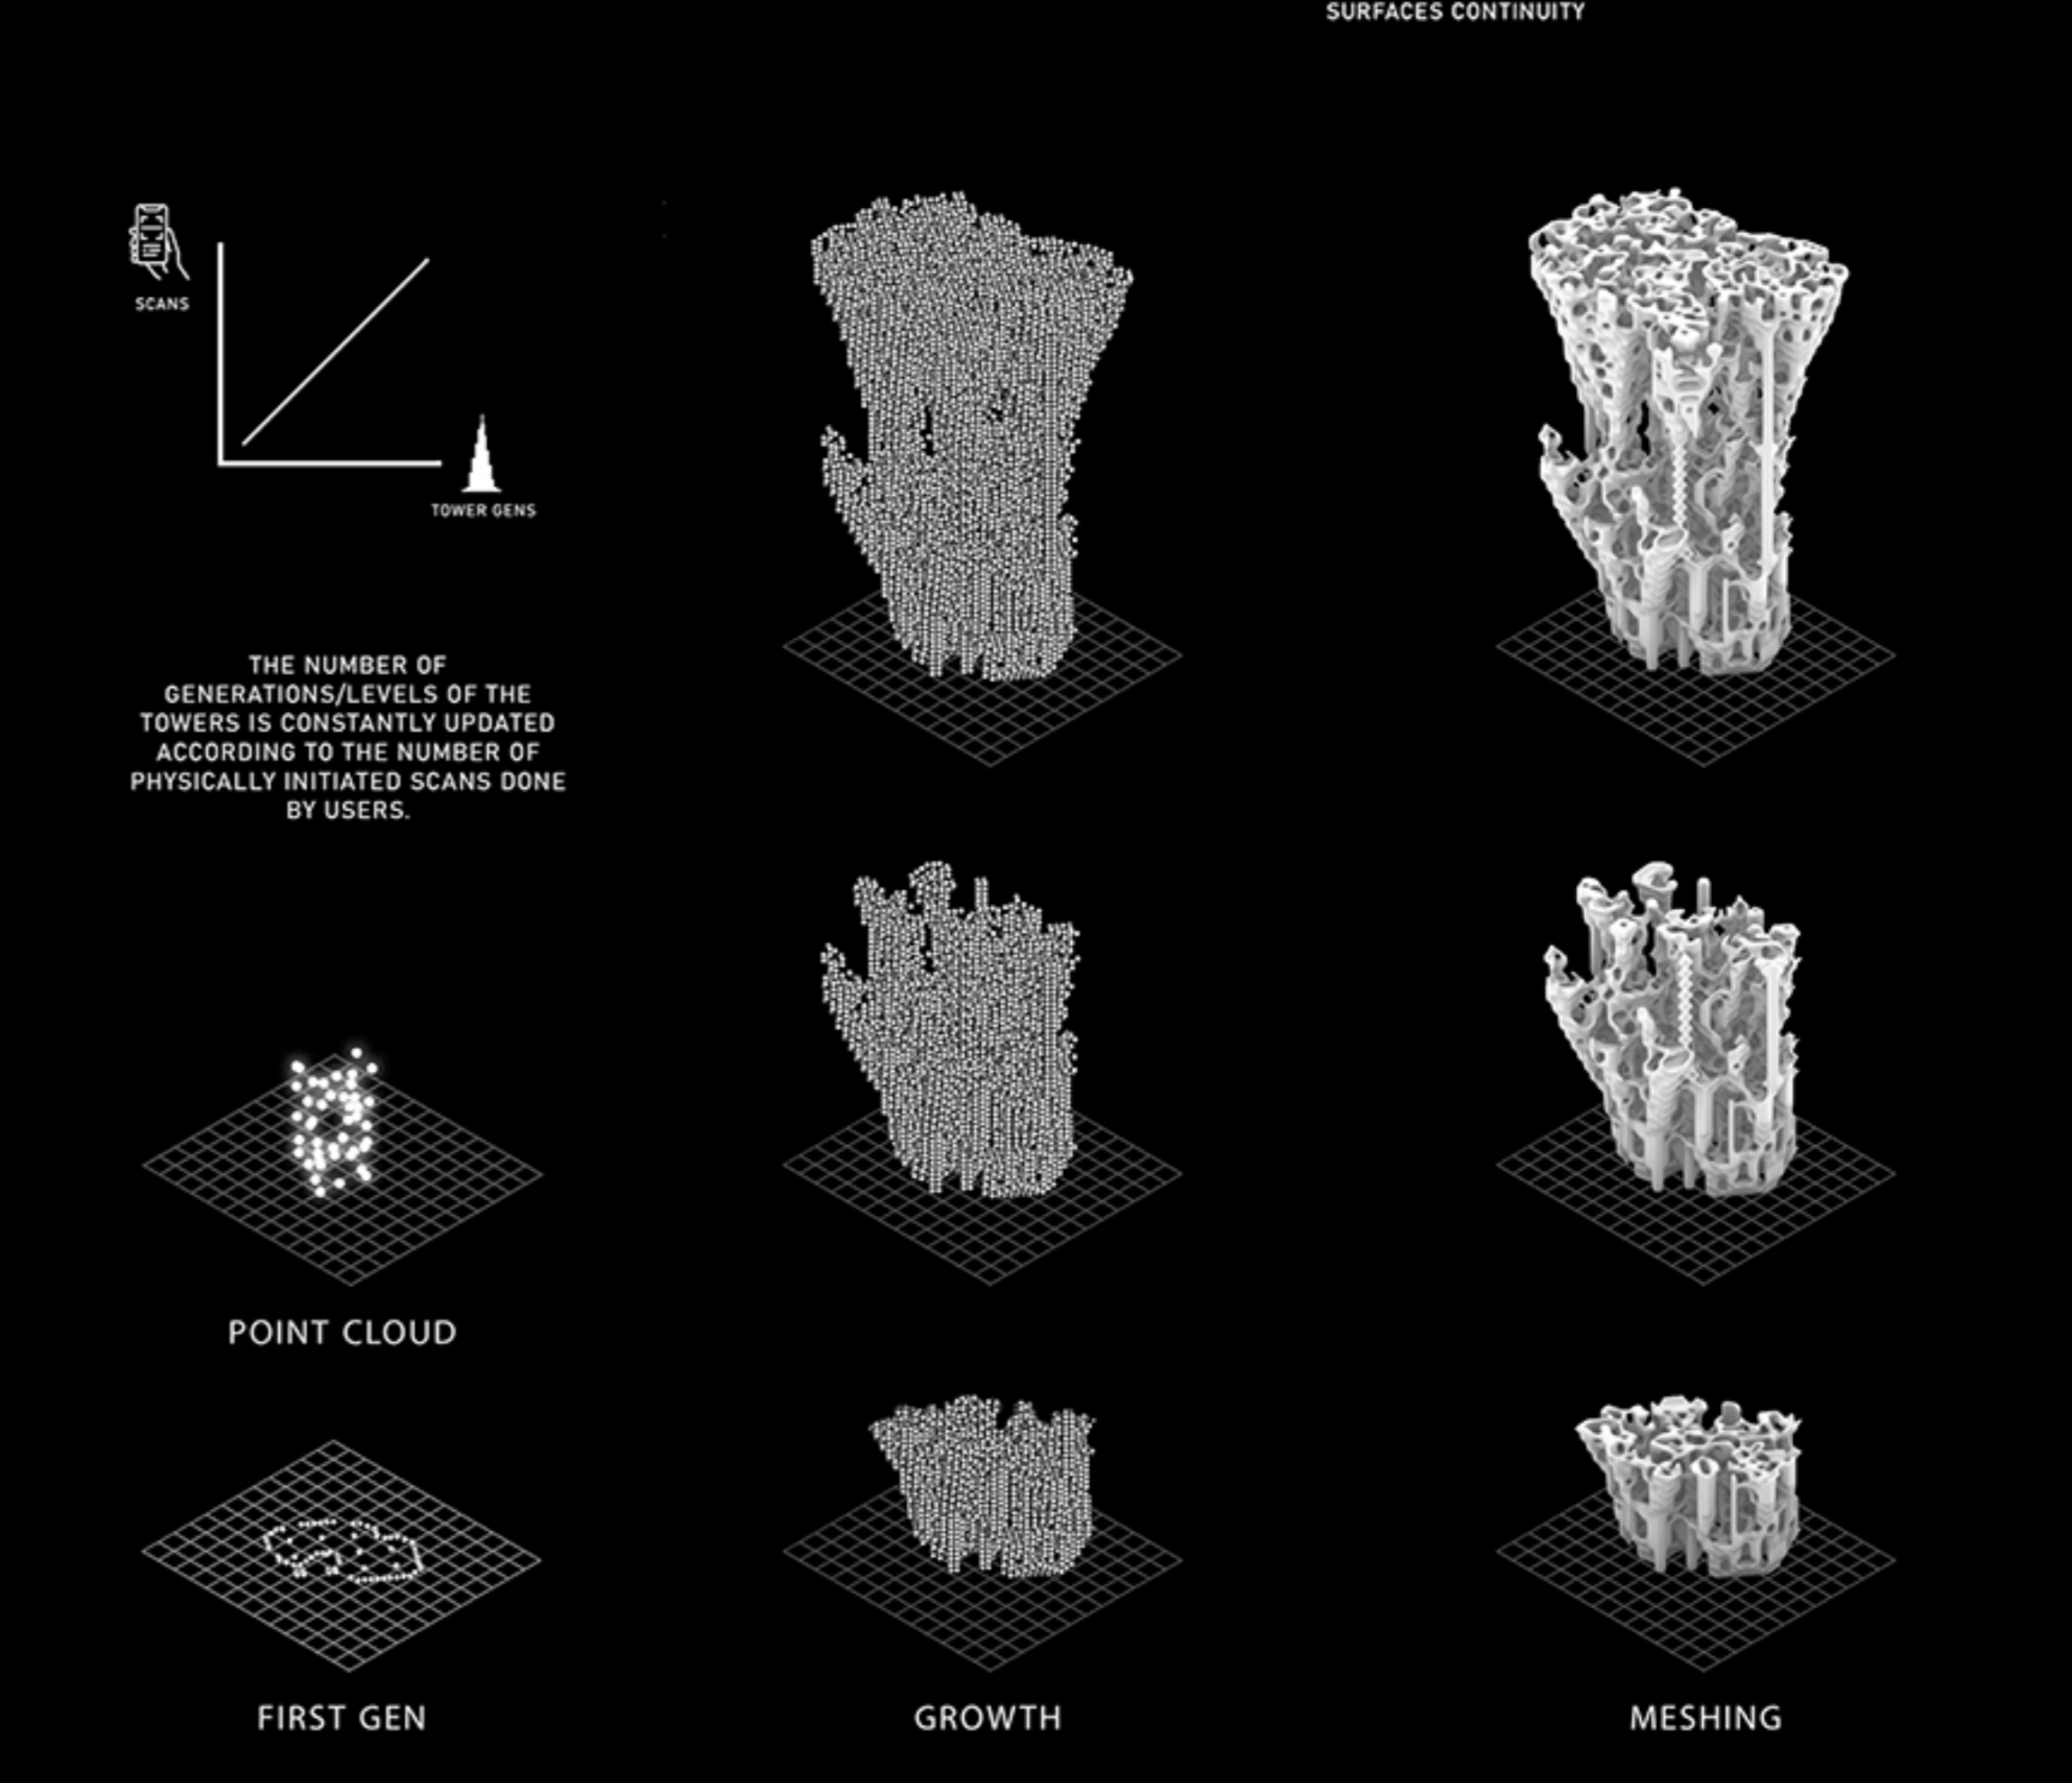 SURFACES CONTINUITY
SCANS
TOWER GENS
THE NUMBER OF
GENERATIONS/LEVELS OF THE
TOWERS IS CONSTANTLY UPDATED
ACCORDING TO THE NUMBER OF
PHYSICALLY INITIATED SCANS DONE
BY USERS.
POINT CLOUD
FIRST GEN
GROWTH
MESHING